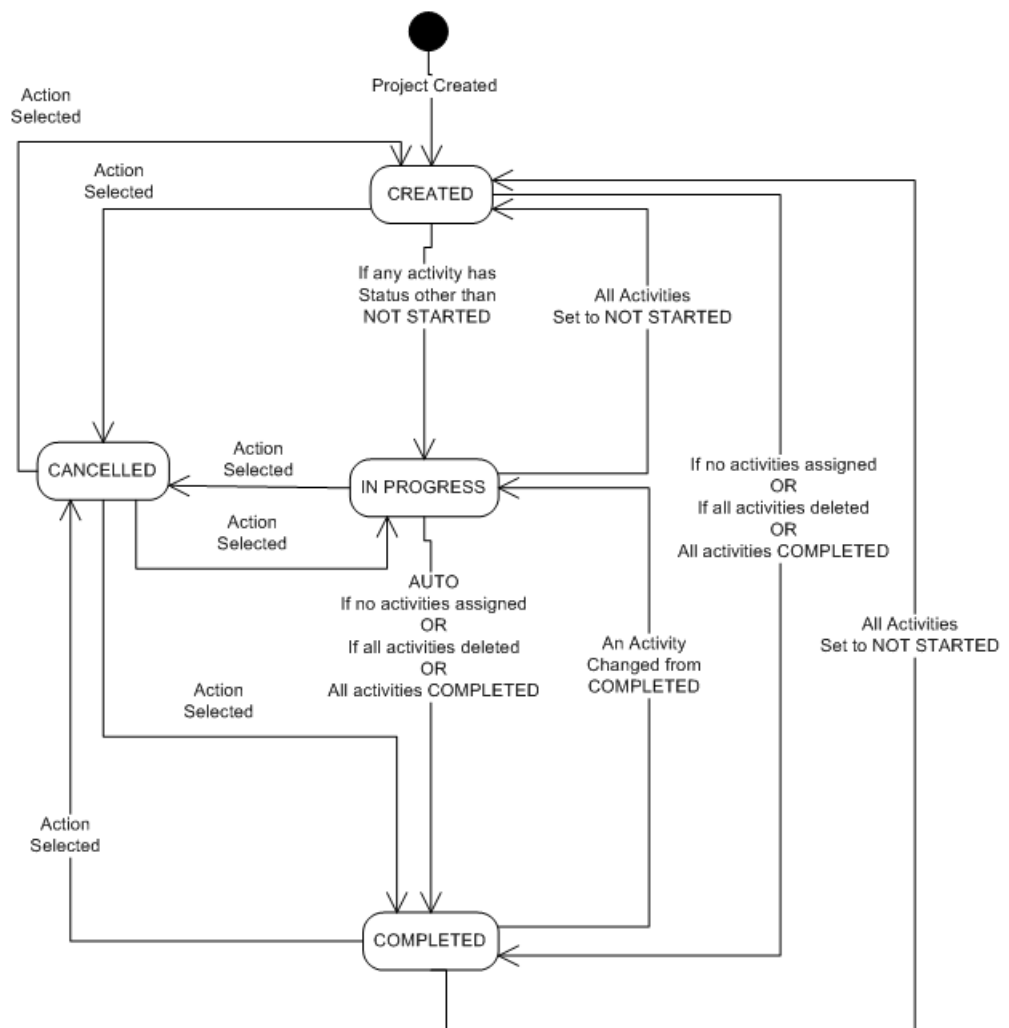 Project Created
Action
Selected
Action
Selected
CREATED
If any activity has
Status other than
NOT STARTED
All Activities
Set to NOT STARTED
CANCELLED
Action
Selected
IN PROGRESS
If no activities assigned
OR
If all activities deleted
OR
All activities COMPLETED
Action
Selected
AUTO
If no activities assigned
OR
If all activities deleted
OR
All activities COMPLETED
An Activity
Changed from
COMPLETED
All Activities
Set to NOT STARTED
Action
Selected
Action
Selected
COMPLETED